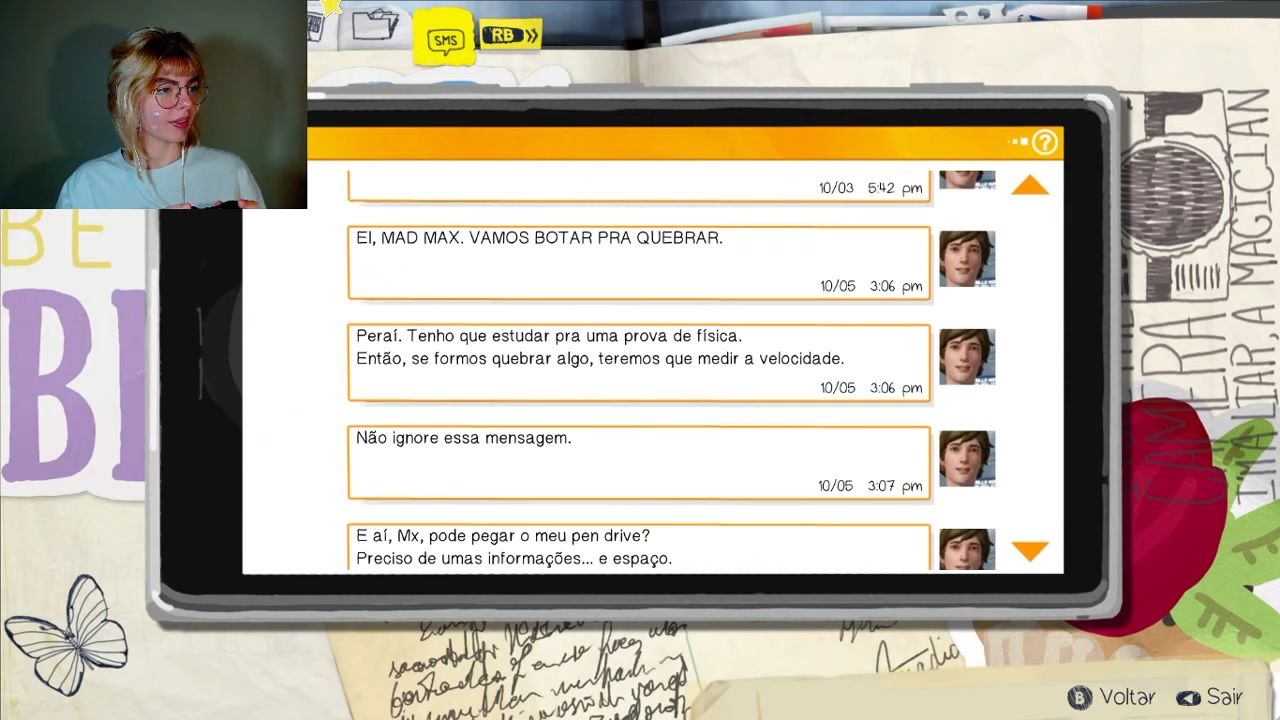 SMS
RB
10/03 5:42 pm
EI, MAD MAX. VAMOS BOTAR PRA QUEBRAR.
10/05 3:06 pm
Peraí. Tenho que estudar pra uma prova de física.
Então, se formos quebrar algo, teremos que medir a velocidade.
10/05 3:06 pm
Não ignore essa mensagem.
10/05 3:07 pm
E aí, Mx, pode pegar o meu pen drive?
Preciso de umas informações... e espaço.
BE
CAMERA
A MAGICIAN
B Voltar
Sair